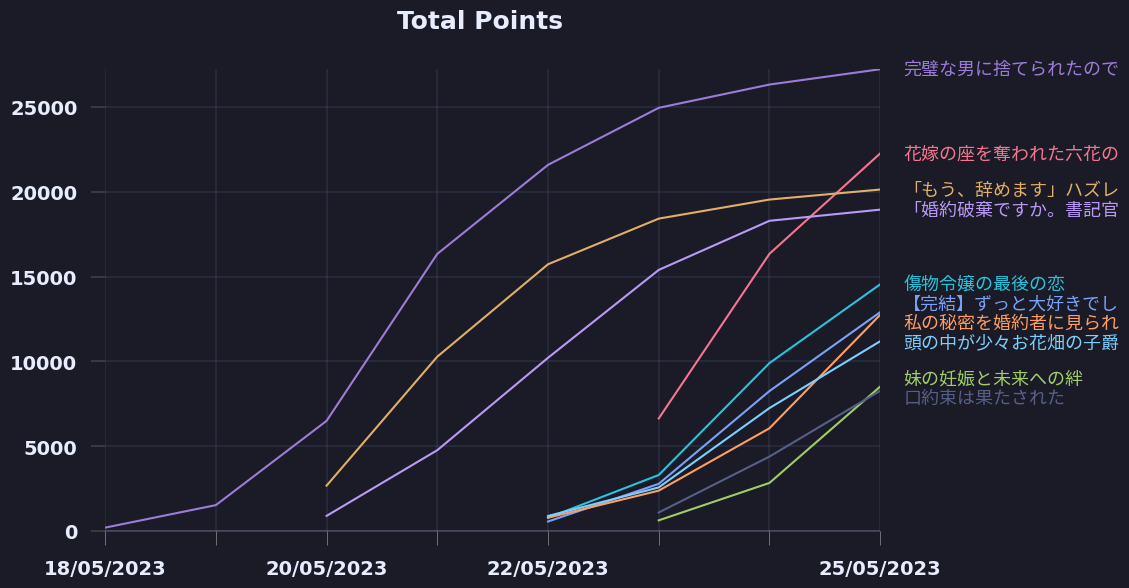 Total Points
25000
20000
15000
10000
5000
0
18/05/2023
20/05/2023
22/05/2023
25/05/2023
完璧な男に捨てられたので
花嫁の座を奪われた六花の
「もう、辞めます」ハズレ
「婚約破棄ですか。書記官
傷物令嬢の最後の恋
【完結】ずっと大好きでし
私の秘密を婚約者に見られ
頭の中が少々お花畑の子爵
妹の妊娠と未来への絆
口約束は果たされた